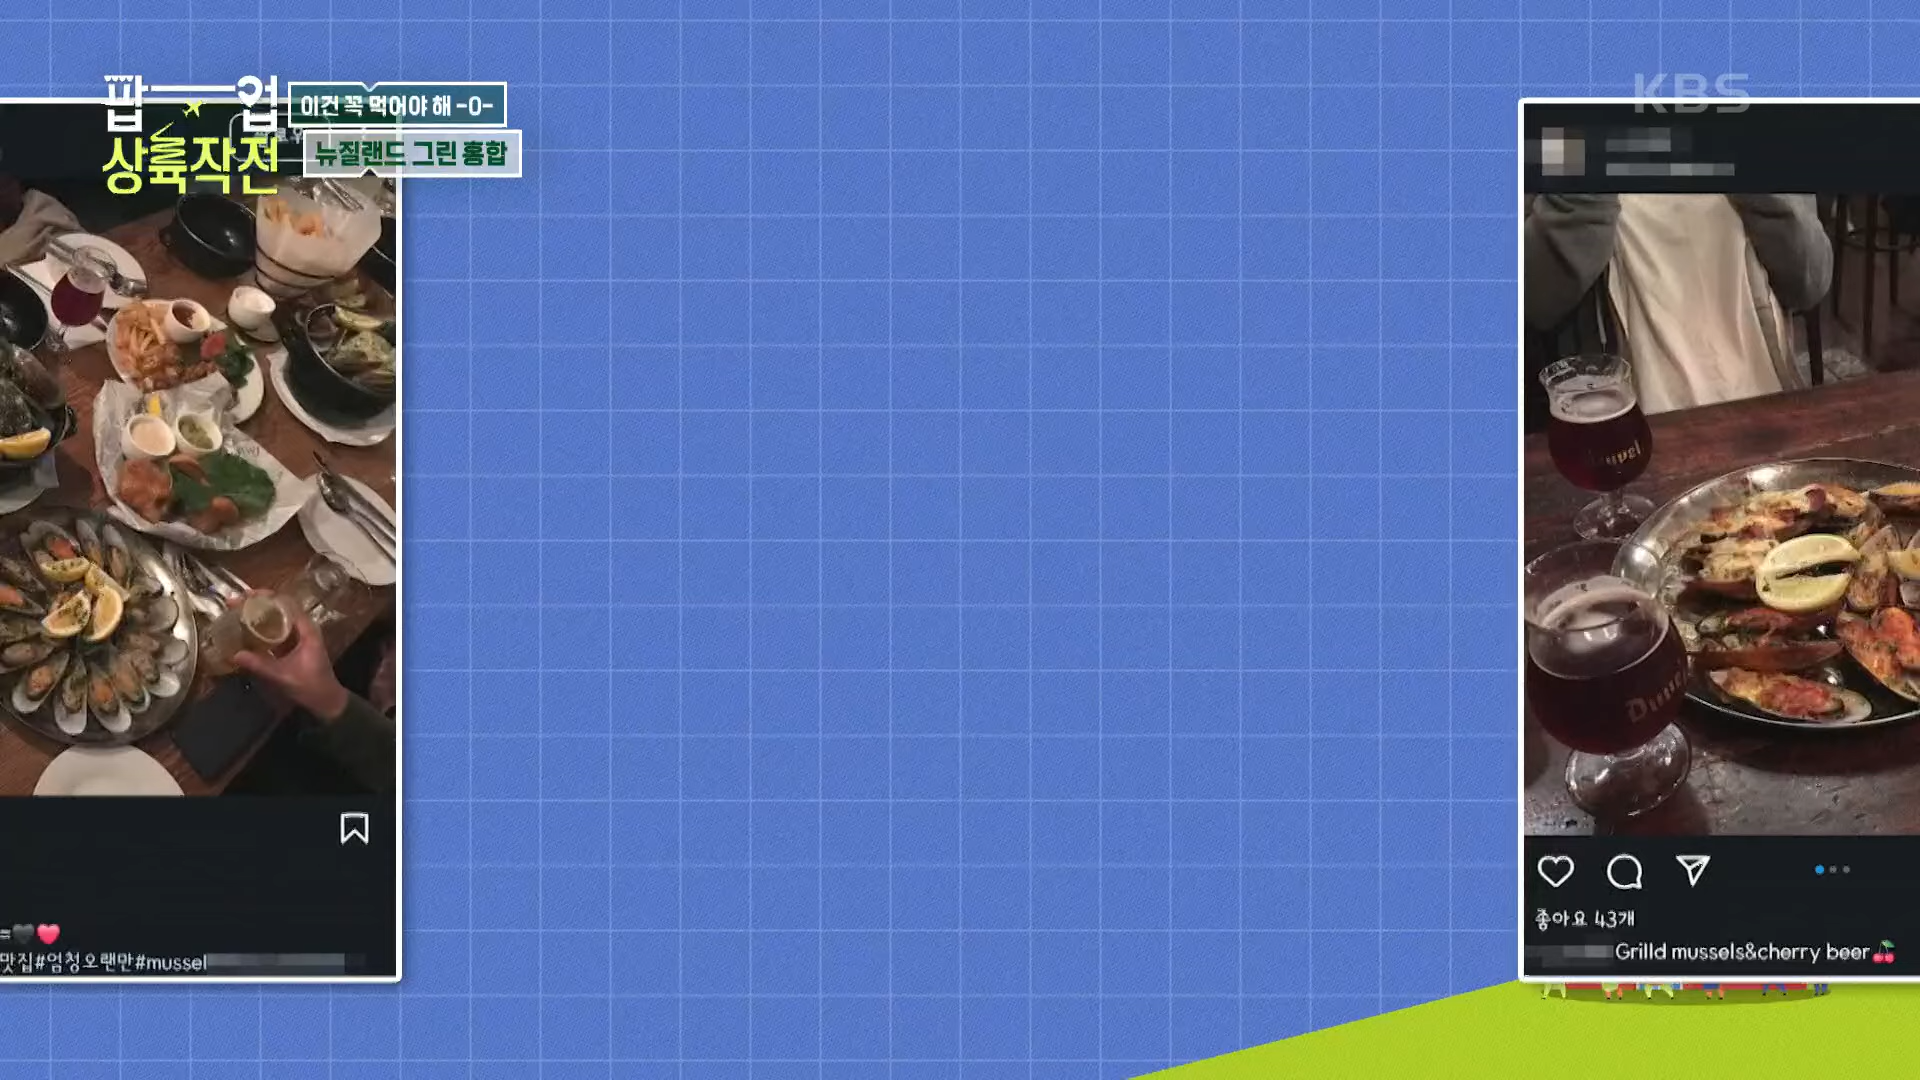 팝업
상륙작전
이건 꼭 먹어야 해 -0-
뉴질랜드 그린 홍합
KBS
맛집#엄청오랜만#mussel
Duvel
좋아요 43개
Grilld mussels&cherry beer